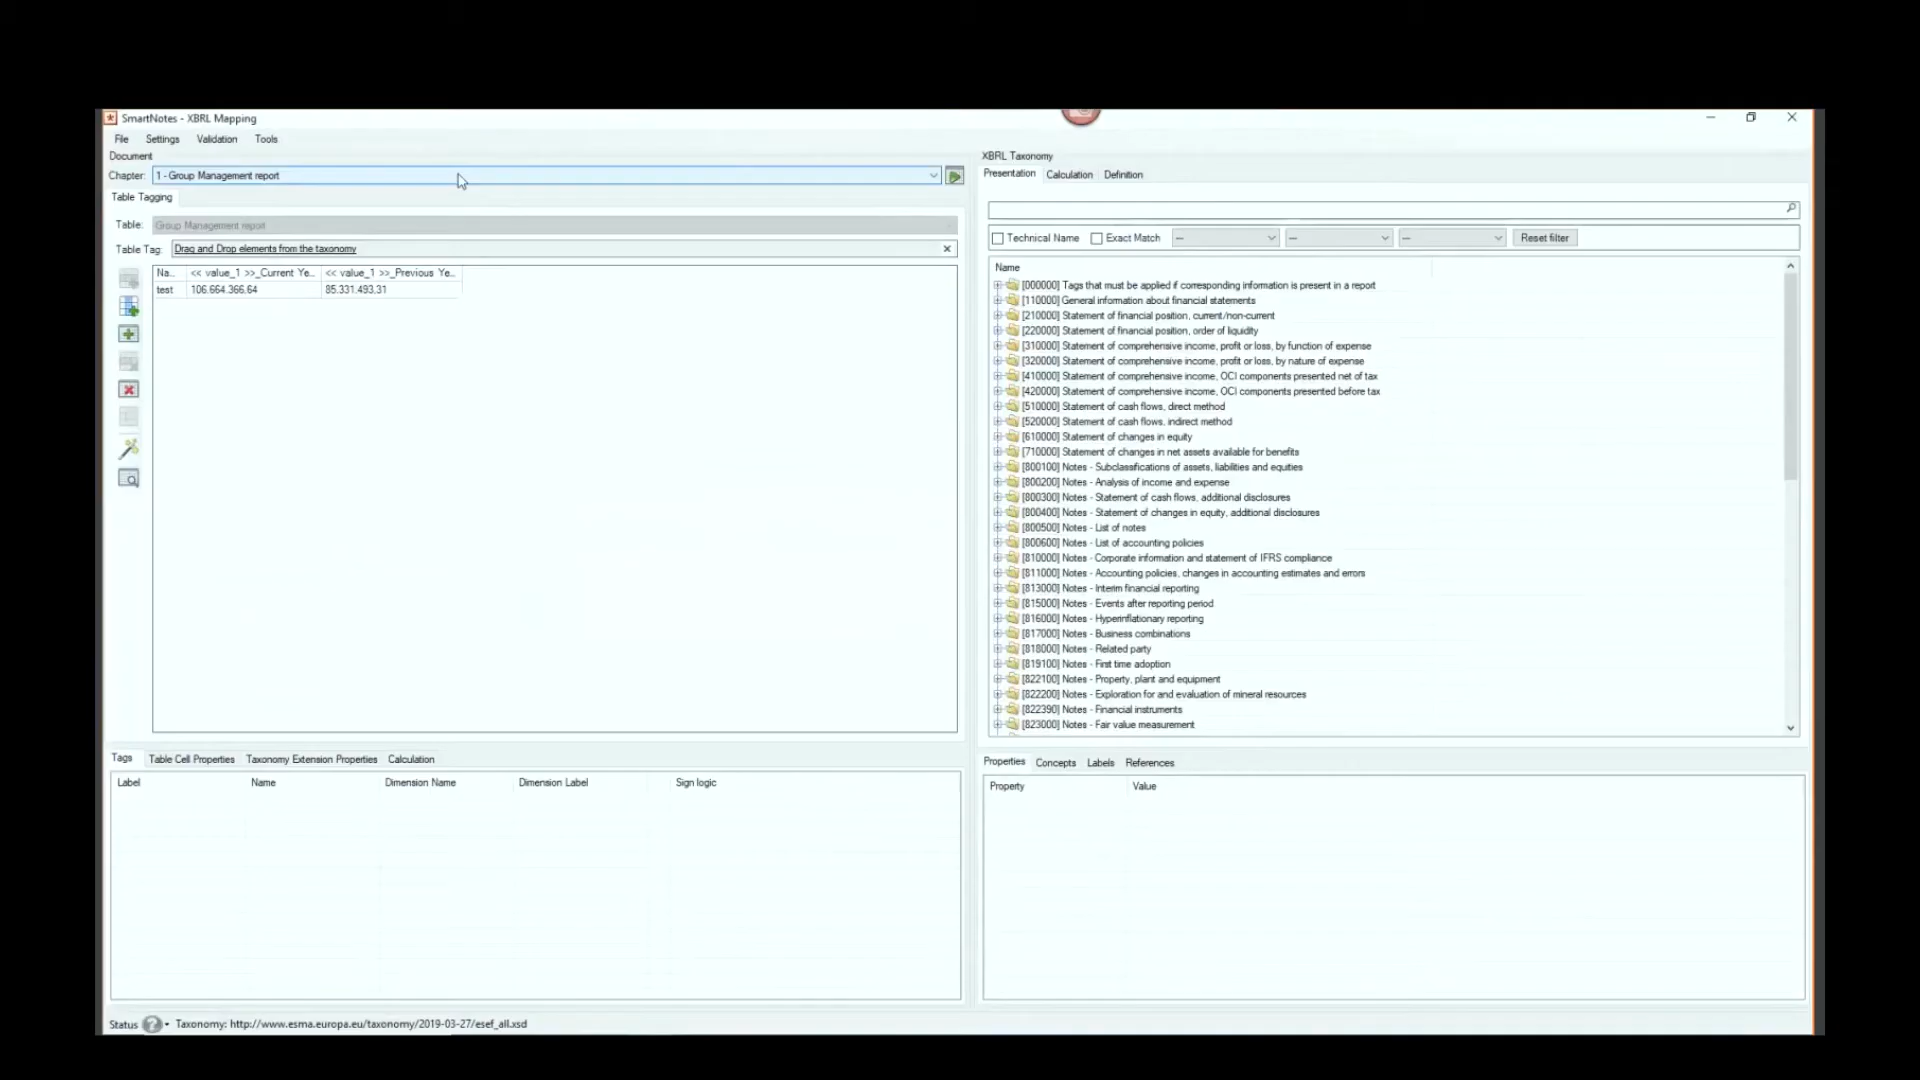 SmartNotes - XBRL Mapping
File Settings Validation Tools
Document
Chapter: 1 - Group Management report
Table Tagging
Table: Group Management report
Table Tag: Drag and Drop elements from the taxonomy
Na... << value_1 >>_Current Ye... << value_1 >>_Previous Ye...
test 106.664.366.64 85.331.493.31
Tags Table Cell Properties Taxonomy Extension Properties Calculation
Label Name Dimension Name Dimension Label Sign logic
XBRL Taxonomy
Presentation Calculation Definition
Technical Name Exact Match -- -- -- Reset filter
Name
[000000] Tags that must be applied if corresponding information is present in a report
[110000] General information about financial statements
[210000] Statement of financial position, current/non-current
[220000] Statement of financial position, order of liquidity
[310000] Statement of comprehensive income, profit or loss, by function of expense
[320000] Statement of comprehensive income, profit or loss, by nature of expense
[410000] Statement of comprehensive income, OCI components presented net of tax
[420000] Statement of comprehensive income, OCI components presented before tax
[510000] Statement of cash flows, direct method
[520000] Statement of cash flows, indirect method
[610000] Statement of changes in equity
[710000] Statement of changes in net assets available for benefits
[800100] Notes - Subclassifications of assets, liabilities and equities
[800200] Notes - Analysis of income and expense
[800300] Notes - Statement of cash flows, additional disclosures
[800400] Notes - Statement of changes in equity, additional disclosures
[800500] Notes - List of notes
[800600] Notes - List of accounting policies
[810000] Notes - Corporate information and statement of IFRS compliance
[811000] Notes - Accounting policies, changes in accounting estimates and errors
[813000] Notes - Interim financial reporting
[815000] Notes - Events after reporting period
[816000] Notes - Hyperinflationary reporting
[817000] Notes - Business combinations
[818000] Notes - Related party
[819100] Notes - First time adoption
[822100] Notes - Property, plant and equipment
[822200] Notes - Exploration for and evaluation of mineral resources
[822390] Notes - Financial instruments
[823000] Notes - Fair value measurement
Properties Concepts Labels References
Property Value
Status Taxonomy: http://www.esma.europa.eu/taxonomy/2019-03-27/esef_all.xsd